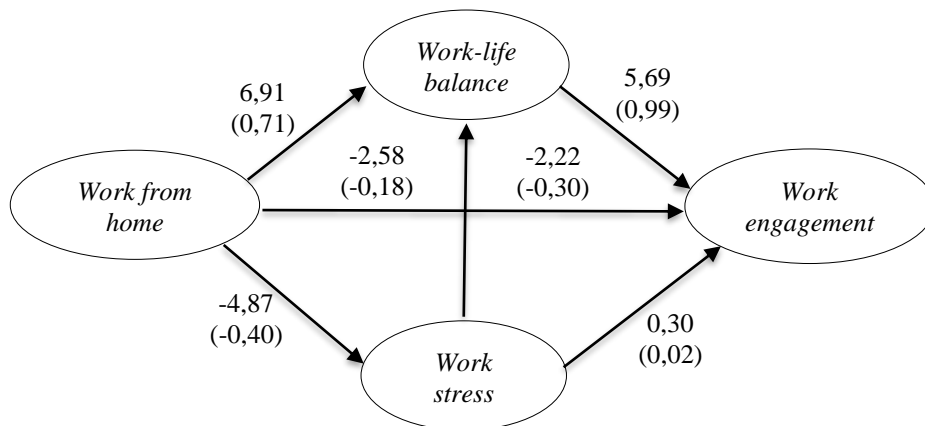 Work-life
balance
6,91
(0,71)
5,69
(0,99)
-2,58
(-0,18)
-2,22
(-0,30)
Work from
home
Work
engagement
-4,87
(-0,40)
0,30
(0,02)
Work
stress